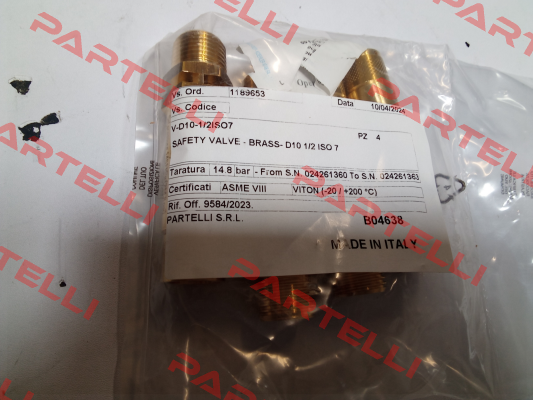 Vs. Ord. 1189653
Vs. Codice Data 10/04/2024
V-D10-1/2ISO7 PZ 4
SAFETY VALVE - BRASS- D10 1/2 ISO 7
Taratura 14.8 bar - From S.N. 024261360 To S.N. 024261363
Certificati ASME VIII VITON (-20 / +200 °C)
Rif. Off. 9584/2023.
PARTELLI S.R.L. B04638
MADE IN ITALY
PARTELLI
PARTELLI
PARTELLI
PARTELLI
PARTELLI